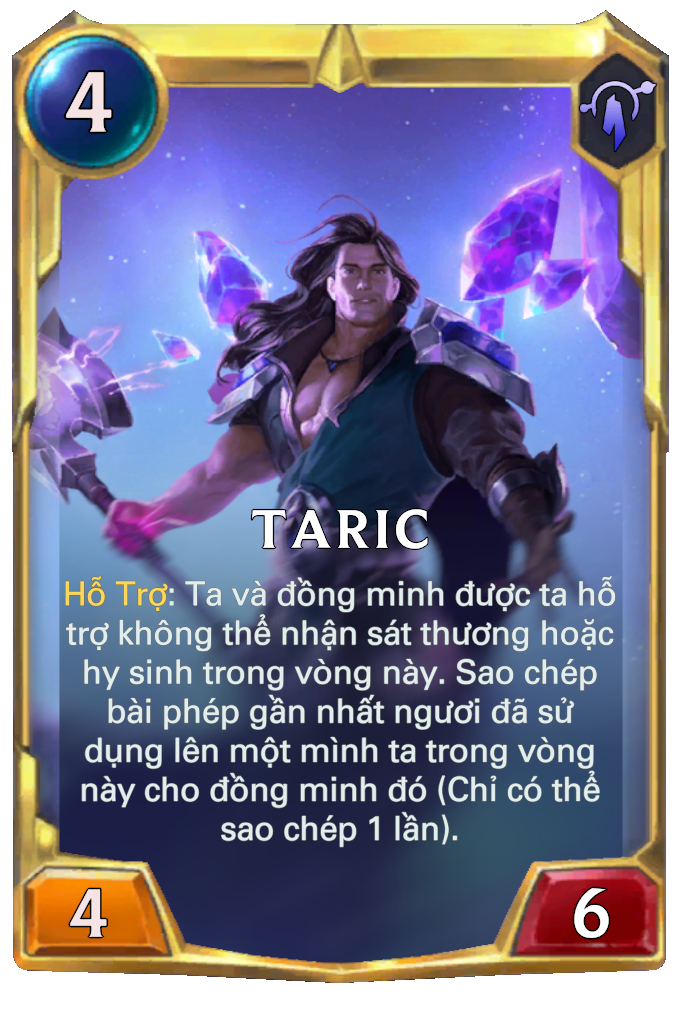 4
TARIC
Hỗ Trợ: Ta và đồng minh được ta hỗ
trợ không thể nhận sát thương hoặc
hy sinh trong vòng này. Sao chép
bài phép gần nhất ngươi đã sử
dụng lên một mình ta trong vòng
này cho đồng minh đó (Chỉ có thể
sao chép 1 lần).
4
6